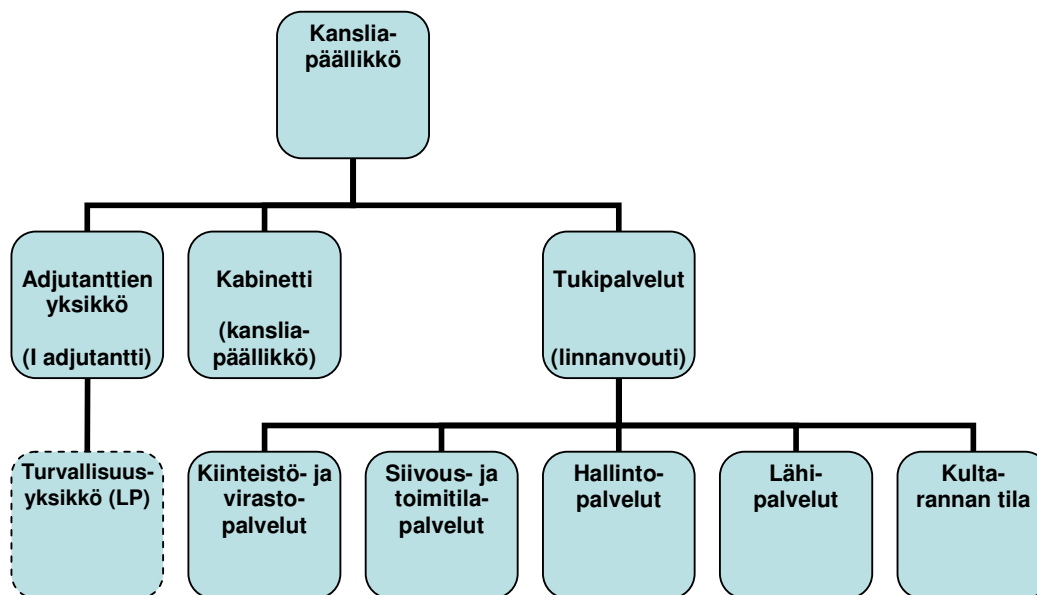 Kanslia-
päällikkö
Adjutanttien
yksikkö
(I adjutantti)
Kabinetti
(kanslia-
päällikkö)
Tukipalvelut
(linnanvouti)
Turvallisuus-
yksikkö (LP)
Kiinteistö- ja
virasto-
palvelut
Siivous- ja
toimitila-
palvelut
Hallinto-
palvelut
Lähi-
palvelut
Kulta-
rannan tila